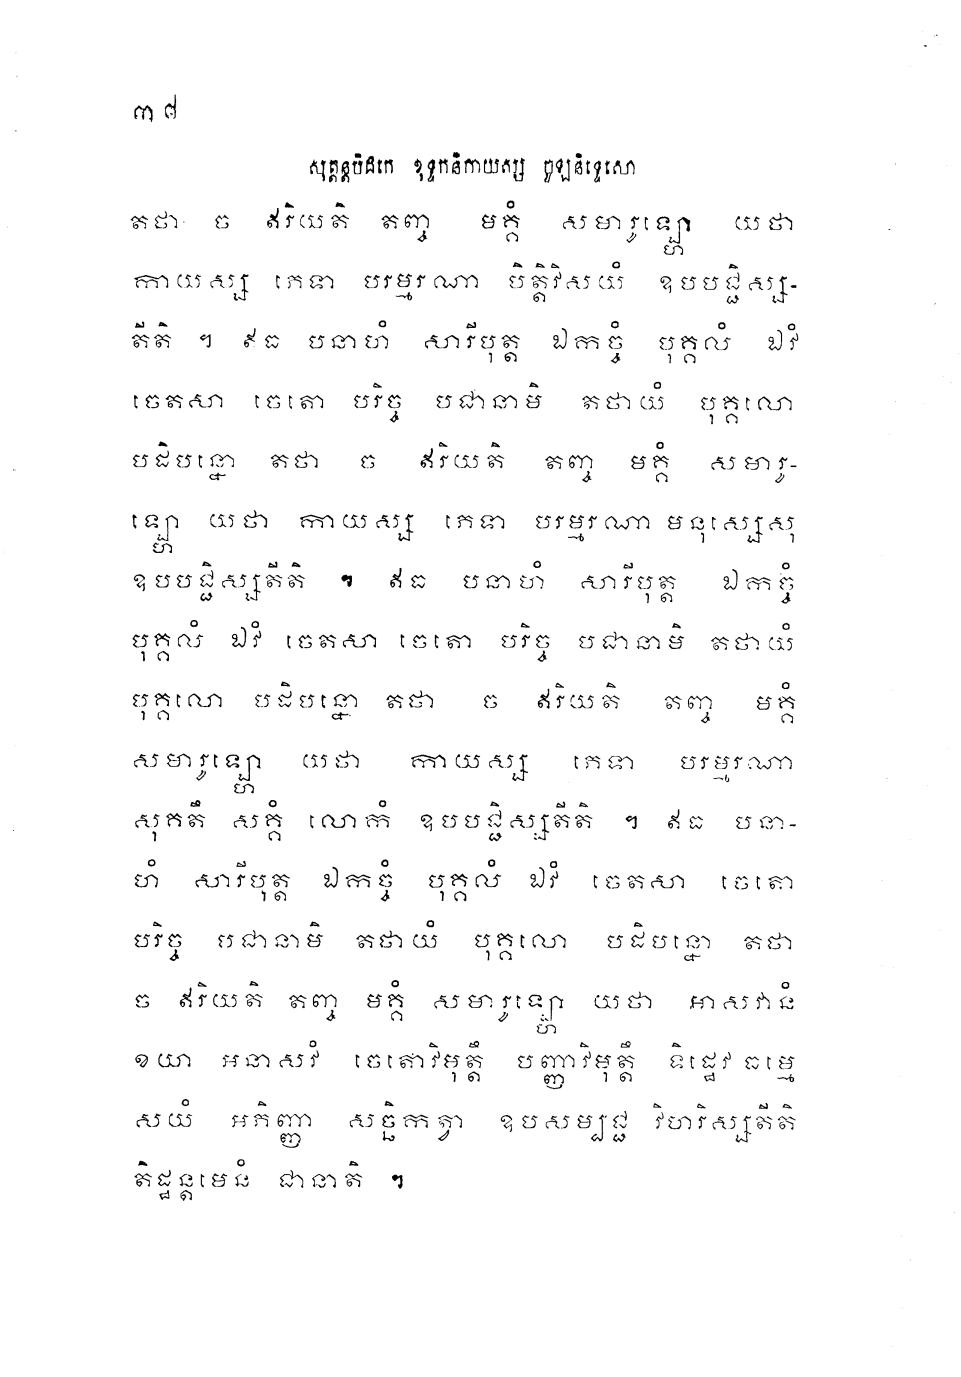 ៣៨
សុត្តន្តបិដកេ ខុទ្ទកនិកាយស្ស ចូឡនិទ្ទេសោ
តថា ច ឥរិយតិ តញ្ច មគ្គំ សមារូឡ្ហោ យថា
កាយស្ស ភេទា បរម្មរណា បិត្តិវិសយំ ឧបបជ្ជិស្ស-
តីតិ ។ ឥធ បនាហំ សារីបុត្ត ឯកច្ចំ បុគ្គលំ ឯវំ
ចេតសា ចេតោ បរិច្ច បជានាមិ តថាយំ បុគ្គលោ
បដិបន្នោ តថា ច ឥរិយតិ តញ្ច មគ្គំ សមារូ-
ឡ្ហោ យថា កាយស្ស ភេទា បរម្មរណា មនុស្សេសុ
ឧបបជ្ជិស្សតីតិ ។ ឥធ បនាហំ សារីបុត្ត ឯកច្ចំ
បុគ្គលំ ឯវំ ចេតសា ចេតោ បរិច្ច បជានាមិ តថាយំ
បុគ្គលោ បដិបន្នោ តថា ច ឥរិយតិ តញ្ច មគ្គំ
សមារូឡ្ហោ យថា កាយស្ស ភេទា បរម្មរណា
សុគតឹ សគ្គំ លោកំ ឧបបជ្ជិស្សតីតិ ។ ឥធ បនា-
ហំ សារីបុត្ត ឯកច្ចំ បុគ្គលំ ឯវំ ចេតសា ចេតោ
បរិច្ច បជានាមិ តថាយំ បុគ្គលោ បដិបន្នោ តថា
ច ឥរិយតិ តញ្ច មគ្គំ សមារូឡ្ហោ យថា អាសវានំ
ខយា អនាសវំ ចេតោវិមុត្តឹ បញ្ញាវិមុត្តឹ ទិដ្ឋេវ ធម្មេ
សយំ អភិញ្ញា សច្ឆិកត្វា ឧបសម្បជ្ជ វិហរិស្សតីតិ
តិដ្ឋន្តមេនំ ជានាតិ ។